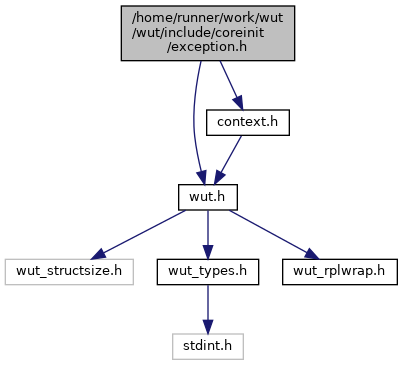 /home/runner/work/wut
/wut/include/coreinit
/exception.h
context.h
wut.h
wut_structsize.h
wut_types.h
wut_rplwrap.h
stdint.h